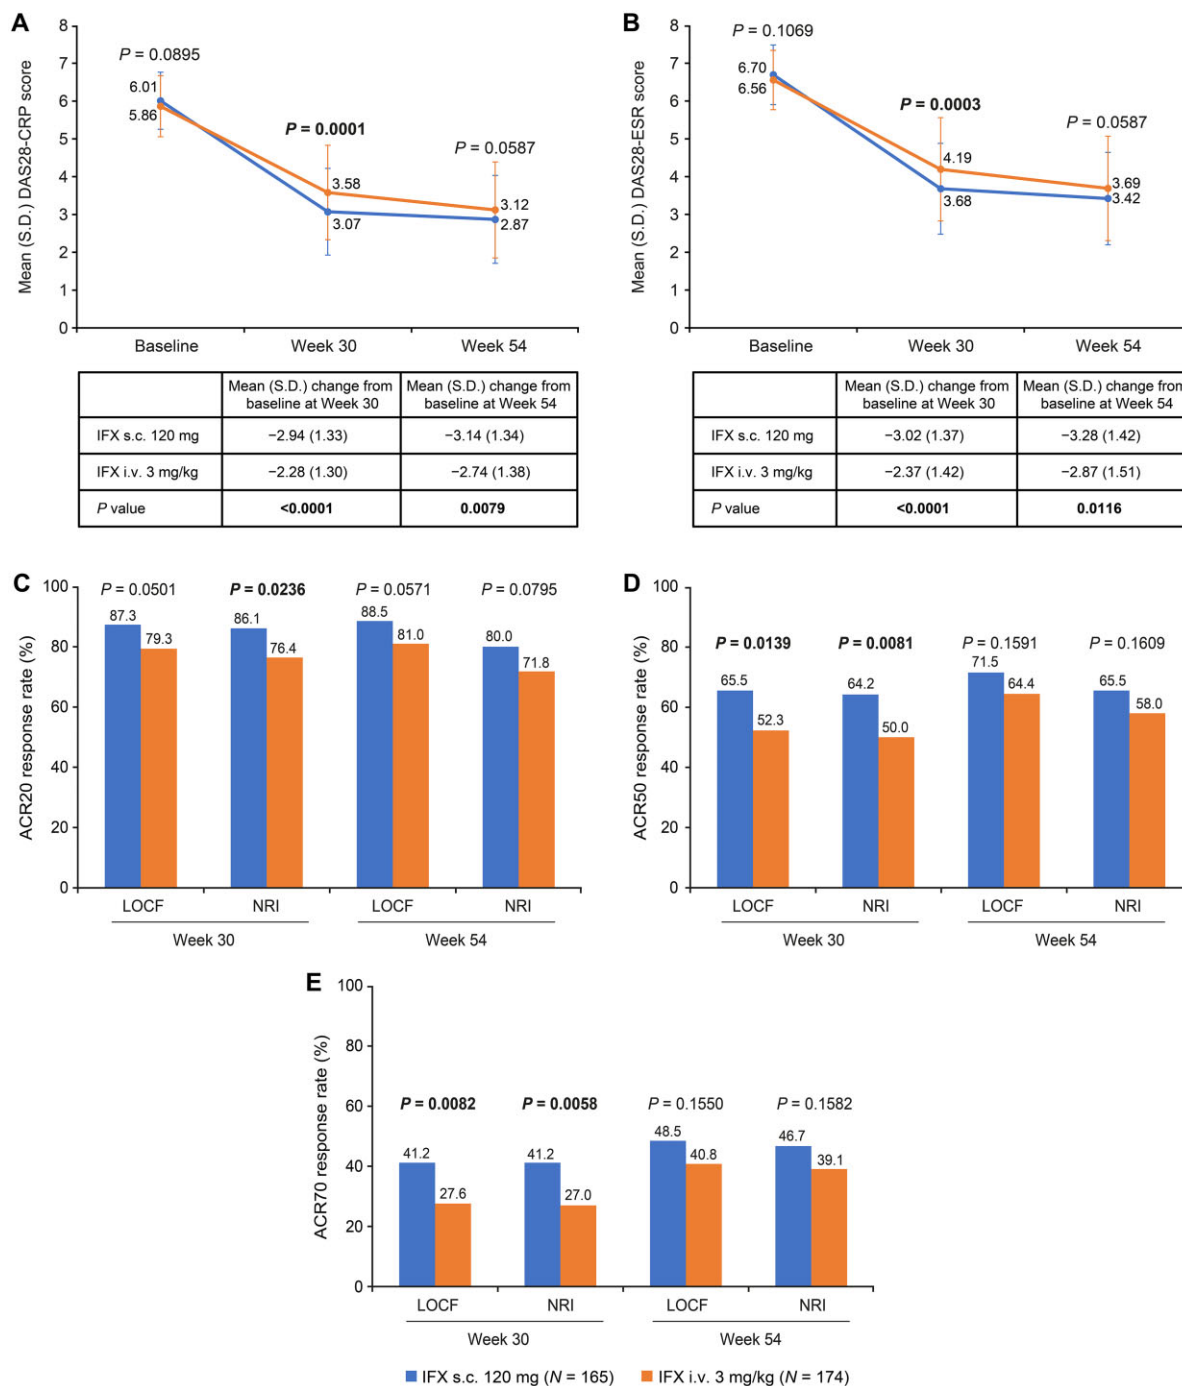 A
B
Mean (S.D.) DAS28-CRP score
8
7
6
5
4
3
2
1
0
P = 0.0895
6.01
5.86
P = 0.0001
3.58
3.07
P = 0.0587
3.12
2.87
Baseline Week 30 Week 54
Mean (S.D.) DAS28-ESR score
8
7
6
5
4
3
2
1
0
P = 0.1069
6.70
6.56
P = 0.0003
4.19
3.68
P = 0.0587
3.69
3.42
Baseline Week 30 Week 54
Mean (S.D.) change from baseline at Week 30
Mean (S.D.) change from baseline at Week 54
IFX s.c. 120 mg −2.94 (1.33) −3.14 (1.34)
IFX i.v. 3 mg/kg −2.28 (1.30) −2.74 (1.38)
P value <0.0001 0.0079
Mean (S.D.) change from baseline at Week 30
Mean (S.D.) change from baseline at Week 54
IFX s.c. 120 mg −3.02 (1.37) −3.28 (1.42)
IFX i.v. 3 mg/kg −2.37 (1.42) −2.87 (1.51)
P value <0.0001 0.0116
C
ACR20 response rate (%)
100
80
60
40
20
0
P = 0.0501 P = 0.0236 P = 0.0571 P = 0.0795
87.3 79.3 86.1 76.4 88.5 81.0 80.0 71.8
LOCF NRI LOCF NRI
Week 30 Week 54
D
ACR50 response rate (%)
100
80
60
40
20
0
P = 0.0139 P = 0.0081 P = 0.1591 P = 0.1609
65.5 52.3 64.2 50.0 71.5 64.4 65.5 58.0
LOCF NRI LOCF NRI
Week 30 Week 54
E
ACR70 response rate (%)
100
80
60
40
20
0
P = 0.0082 P = 0.0058 P = 0.1550 P = 0.1582
41.2 27.6 41.2 27.0 48.5 40.8 46.7 39.1
LOCF NRI LOCF NRI
Week 30 Week 54
IFX s.c. 120 mg (N = 165) IFX i.v. 3 mg/kg (N = 174)